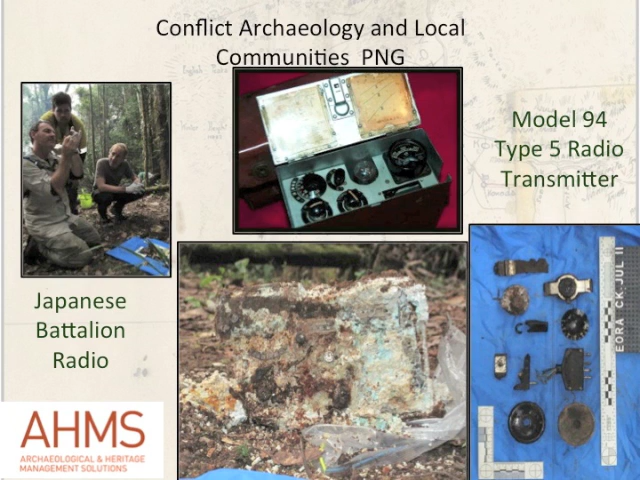 Conflict Archaeology and Local
Communities PNG
Model 94
Type 5 Radio
Transmitter
Japanese
Battalion
Radio
EORA CK JUL 11
AHMS
ARCHAEOLOGICAL & HERITAGE
MANAGEMENT SOLUTIONS